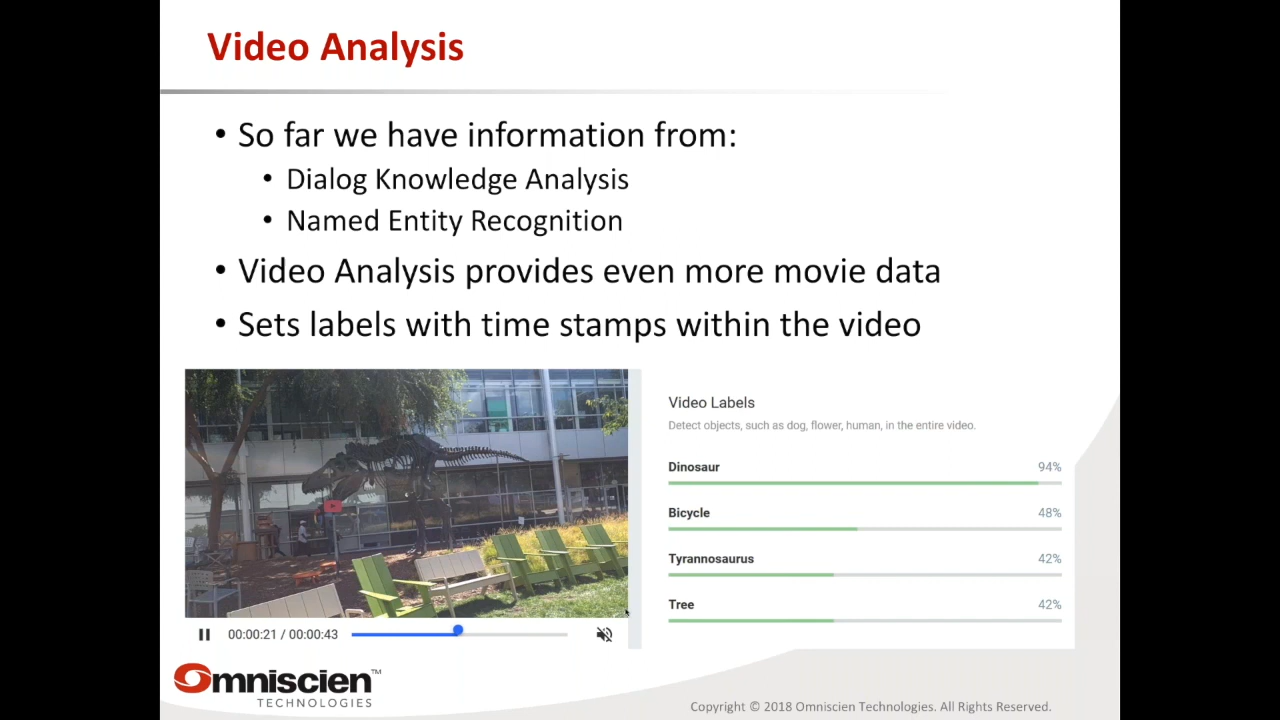 Video Analysis
• So far we have information from:
• Dialog Knowledge Analysis
• Named Entity Recognition
• Video Analysis provides even more movie data
• Sets labels with time stamps within the video
Video Labels
Detect objects, such as dog, flower, human, in the entire video.
Dinosaur 94%
Bicycle 48%
Tyrannosaurus 42%
Tree 42%
00:00:21 / 00:00:43
Omniscien™
TECHNOLOGIES
Copyright © 2018 Omniscien Technologies. All Rights Reserved.